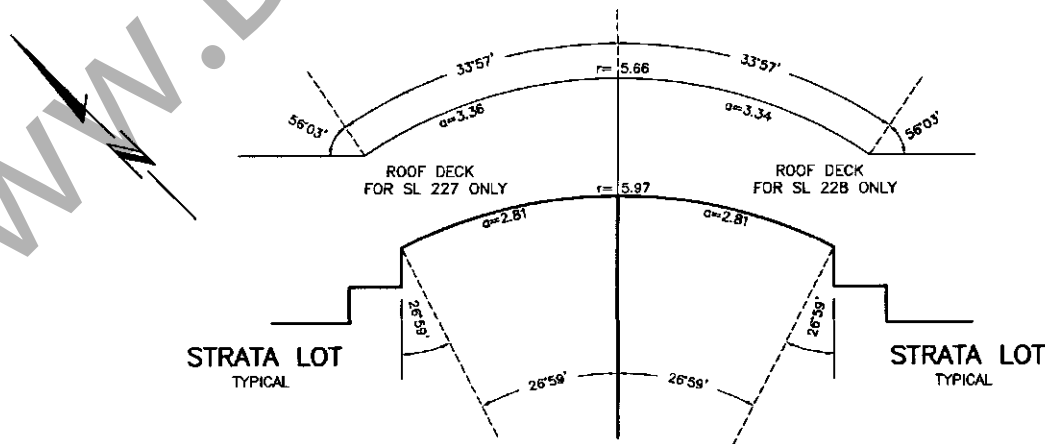 WW.L
33°57'
33°57'
r= 5.66
a=3.36
a=3.34
56°03'
56°03'
ROOF DECK
FOR SL 227 ONLY
ROOF DECK
FOR SL 228 ONLY
r= 5.97
a=2.81
a=2.81
26°59'
26°59'
STRATA LOT
TYPICAL
STRATA LOT
TYPICAL
26°59'
26°59'